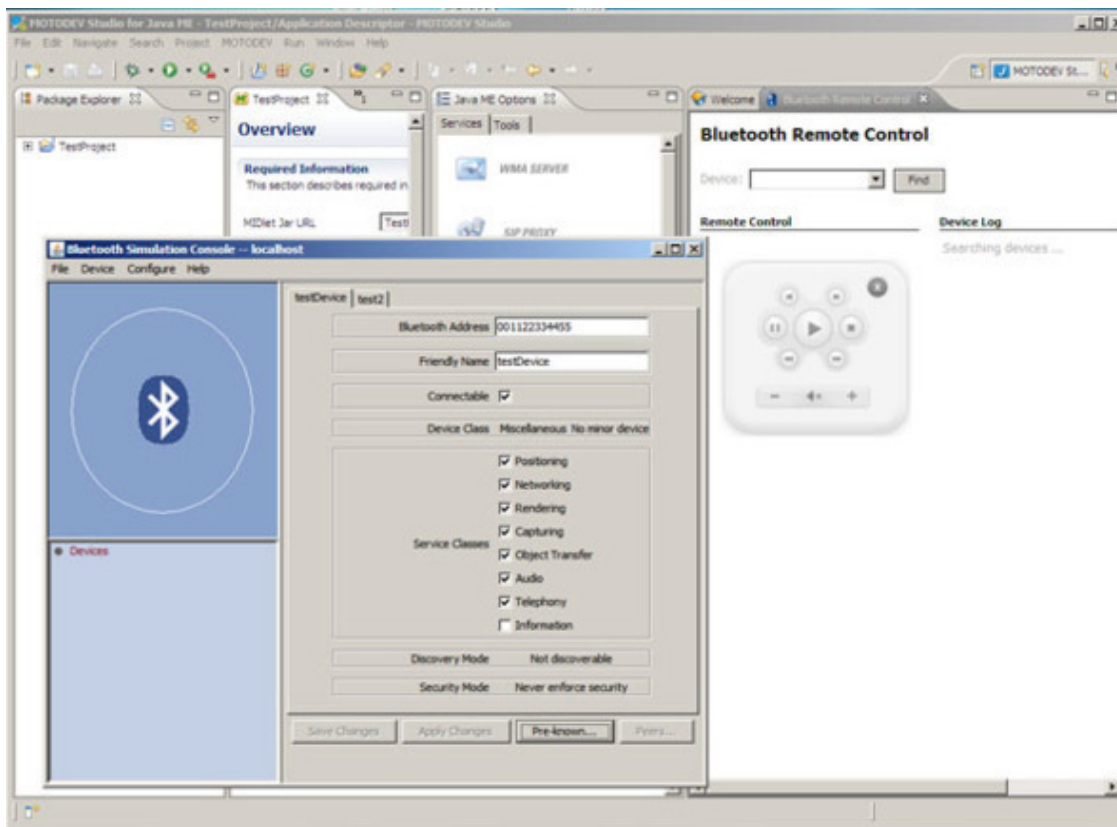 MOTODEV Studio for Java ME - TestProject/Application Descriptor - MOTODEV Studio
File Edit Navigate Search Project MOTODEV Run Window Help
MOTODEV St...
Package Explorer
TestProject
TestProject
Overview
Required Information
This section describes required in
MIDlet Jar URL
Java ME Options
Services Tools
WMA SERVER
SIP PROXY
Welcome Bluetooth Remote Control
Bluetooth Remote Control
Device: Find
Remote Control
Device Log
Searching devices ...
Bluetooth Simulation Console -- localhost
File Device Configure Help
Devices
testDevice test2
Bluetooth Address 001122334455
Friendly Name testDevice
Connectable
Device Class Miscellaneous No minor device
Service Classes
Positioning
Networking
Rendering
Capturing
Object Transfer
Audio
Telephony
Information
Discovery Mode Not discoverable
Security Mode Never enforce security
Save Changes Apply Changes Pre-known... Peers...